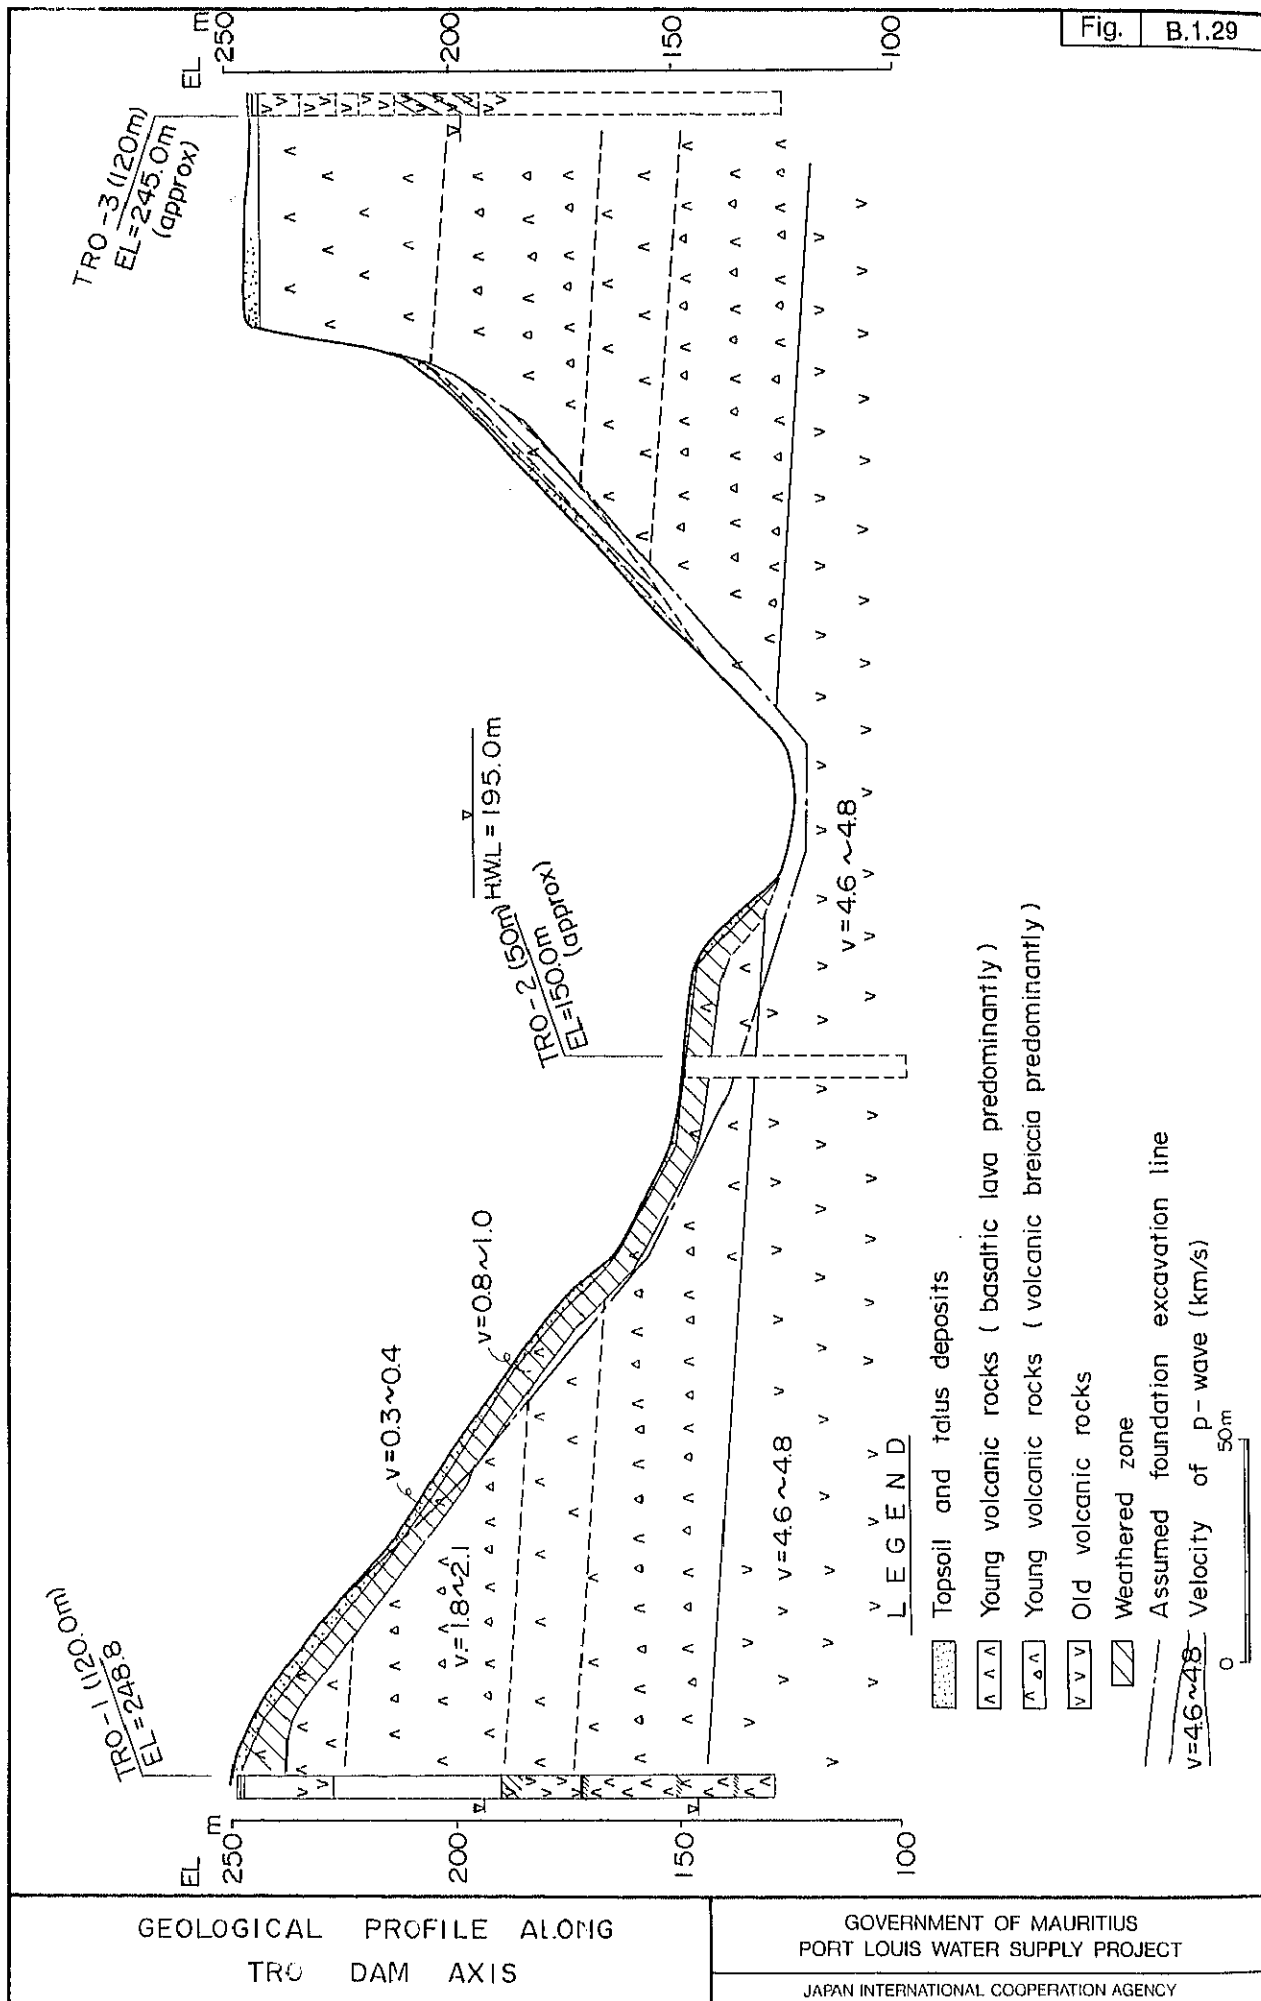 Fig. B.1.29
EL m
250
200
150
100
TRO-1 (120.0m)
EL=248.8
v=0.3~0.4
v=0.8~1.0
v=1.8~2.1
v=4.6~4.8
TRO-2 (50m)
EL=150.0m
(approx)
H.W.L = 195.0m
v=4.6~4.8
TRO-3 (120m)
EL=245.0m
(approx)
EL m
250
200
150
100
LEGEND
Topsoil and talus deposits
Young volcanic rocks ( basaltic lava predominantly )
Young volcanic rocks ( volcanic breiccia predominantly )
Old volcanic rocks
Weathered zone
Assumed foundation excavation line
v=4.6~4.8 Velocity of p-wave (km/s)
0 50m
GEOLOGICAL PROFILE ALONG
TRO DAM AXIS
GOVERNMENT OF MAURITIUS
PORT LOUIS WATER SUPPLY PROJECT
JAPAN INTERNATIONAL COOPERATION AGENCY